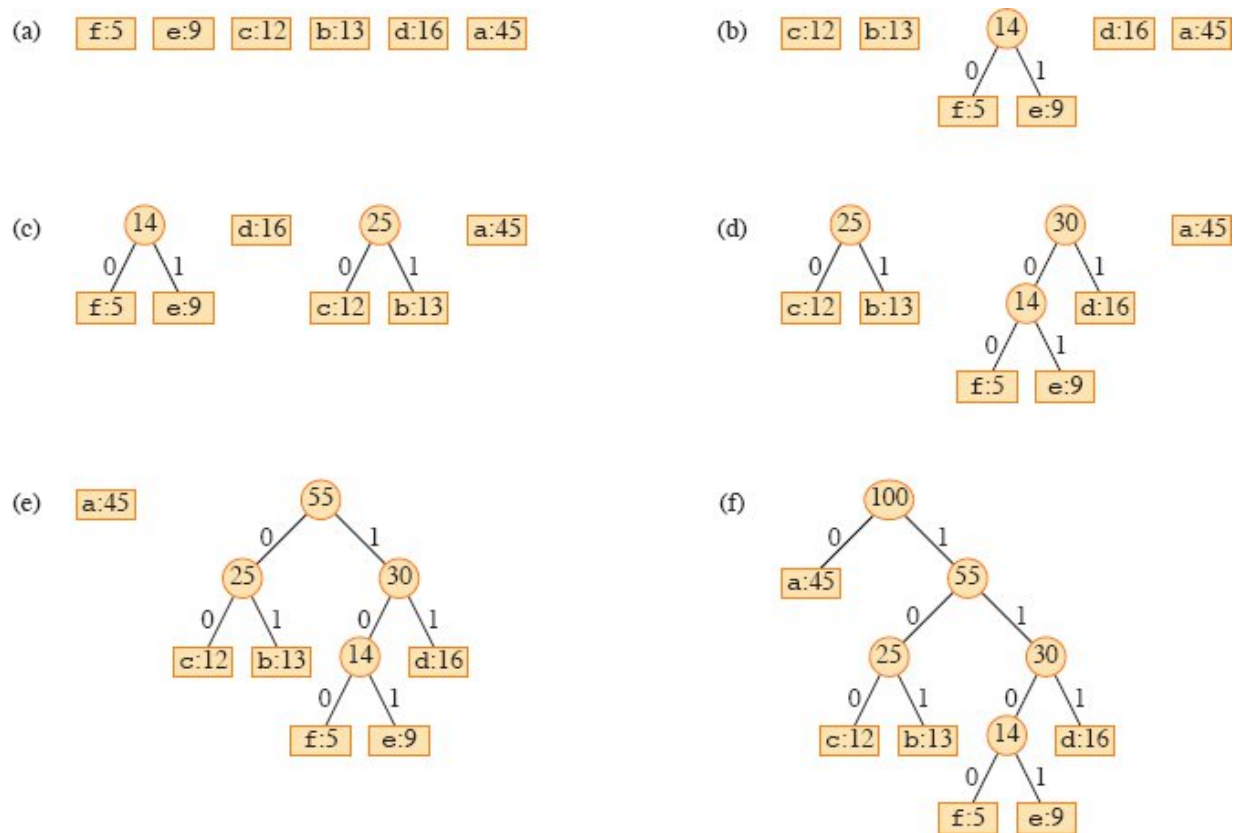 (a) f:5 e:9 c:12 b:13 d:16 a:45
(b) c:12 b:13 14 d:16 a:45
0 1
f:5 e:9
(c) 14 d:16 25 a:45
0 1 0 1
f:5 e:9 c:12 b:13
(d) 25 30 a:45
0 1 0 1
c:12 b:13 14 d:16
0 1
f:5 e:9
(e) a:45 55
0 1
25 30
0 1 0 1
c:12 b:13 14 d:16
0 1
f:5 e:9
(f) 100
0 1
a:45 55
0 1
25 30
0 1 0 1
c:12 b:13 14 d:16
0 1
f:5 e:9